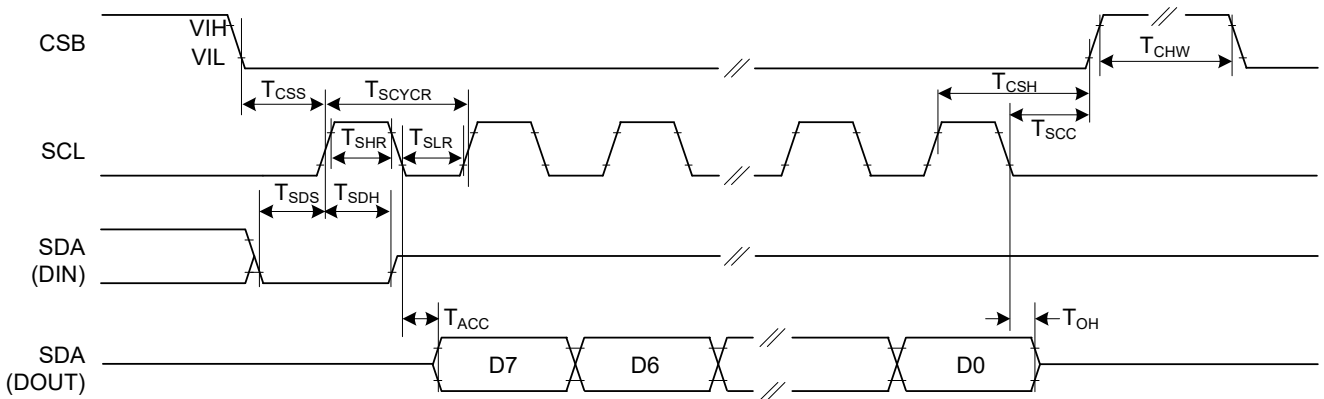 CSB
VIH
VIL
TCHW
TCSS
TSCYCR
TCSH
TSCC
SCL
TSHR
TSLR
TSDS
TSDH
SDA
(DIN)
TACC
TOH
SDA
(DOUT)
D7
D6
D0